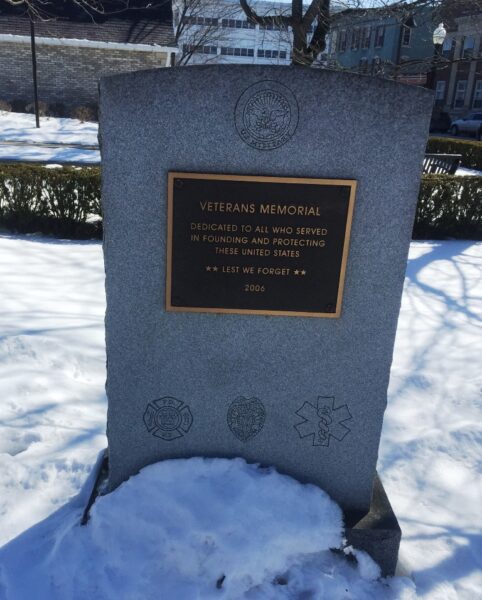 VETERANS MEMORIAL
DEDICATED TO ALL WHO SERVED
IN FOUNDING AND PROTECTING
THESE UNITED STATES
★★ LEST WE FORGET ★★
2006